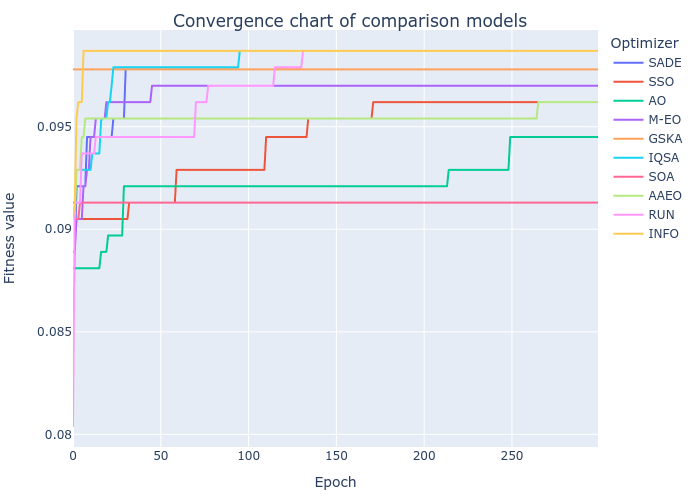 Convergence chart of comparison models
Optimizer
SADE
SSO
AO
M-EO
GSKA
IQSA
SOA
AAEO
RUN
INFO
Fitness value
0.095
0.09
0.085
0.08
0
50
100
150
200
250
Epoch